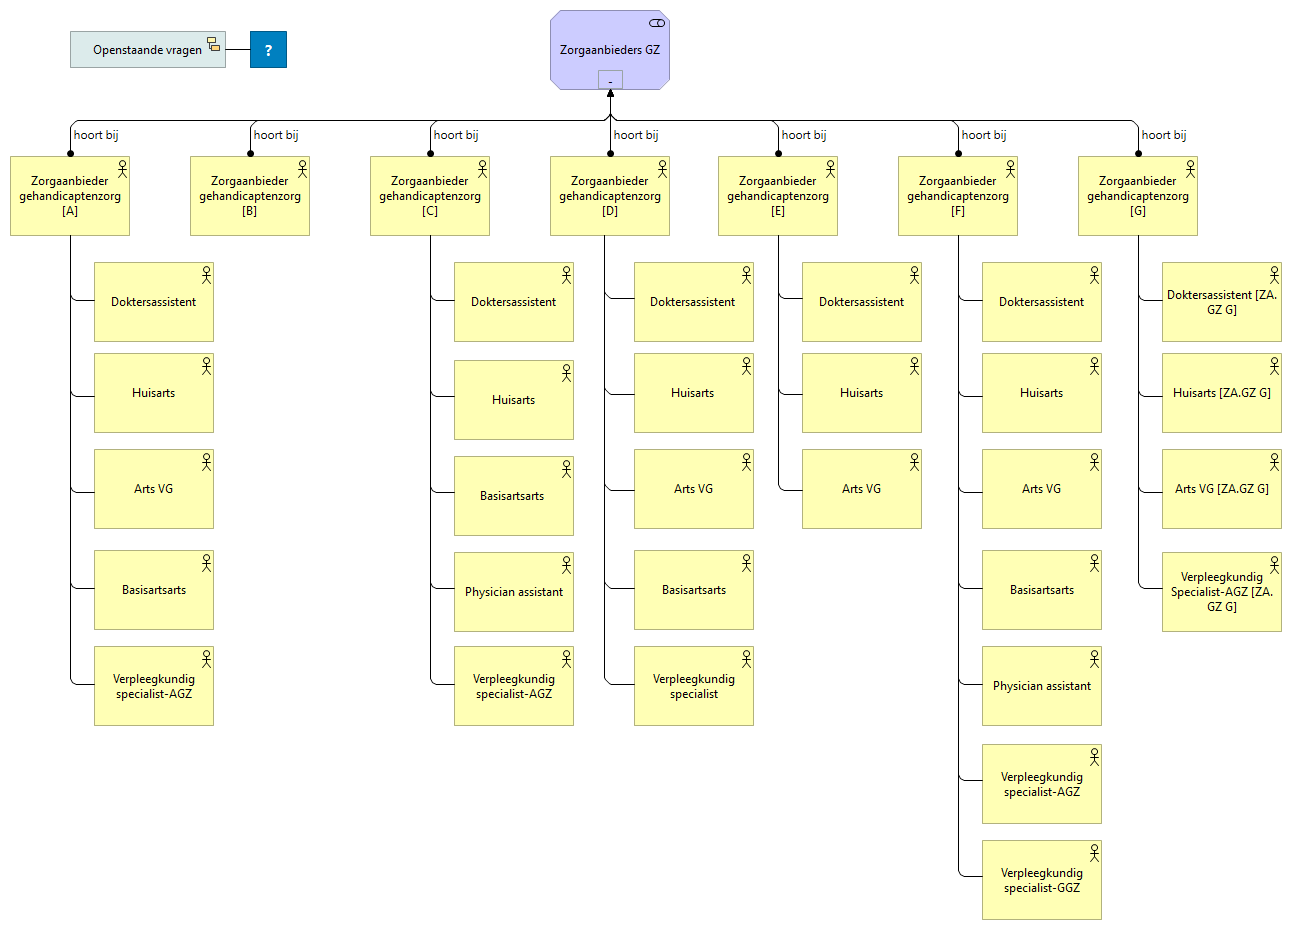 Openstaande vragen
?
Zorgaanbieders GZ
-
hoort bij
hoort bij
hoort bij
hoort bij
hoort bij
hoort bij
hoort bij
Zorgaanbieder
gehandicaptenzorg
[A]
Zorgaanbieder
gehandicaptenzorg
[B]
Zorgaanbieder
gehandicaptenzorg
[C]
Zorgaanbieder
gehandicaptenzorg
[D]
Zorgaanbieder
gehandicaptenzorg
[E]
Zorgaanbieder
gehandicaptenzorg
[F]
Zorgaanbieder
gehandicaptenzorg
[G]
Doktersassistent
Huisarts
Arts VG
Basisartsarts
Verpleegkundig
specialist-AGZ
Doktersassistent
Huisarts
Basisartsarts
Physician assistant
Verpleegkundig
specialist-AGZ
Doktersassistent
Huisarts
Arts VG
Basisartsarts
Verpleegkundig
specialist
Doktersassistent
Huisarts
Arts VG
Doktersassistent
Huisarts
Arts VG
Basisartsarts
Physician assistant
Verpleegkundig
specialist-AGZ
Verpleegkundig
specialist-GGZ
Doktersassistent [ZA.
GZ G]
Huisarts [ZA.GZ G]
Arts VG [ZA.GZ G]
Verpleegkundig
Specialist-AGZ [ZA.
GZ G]